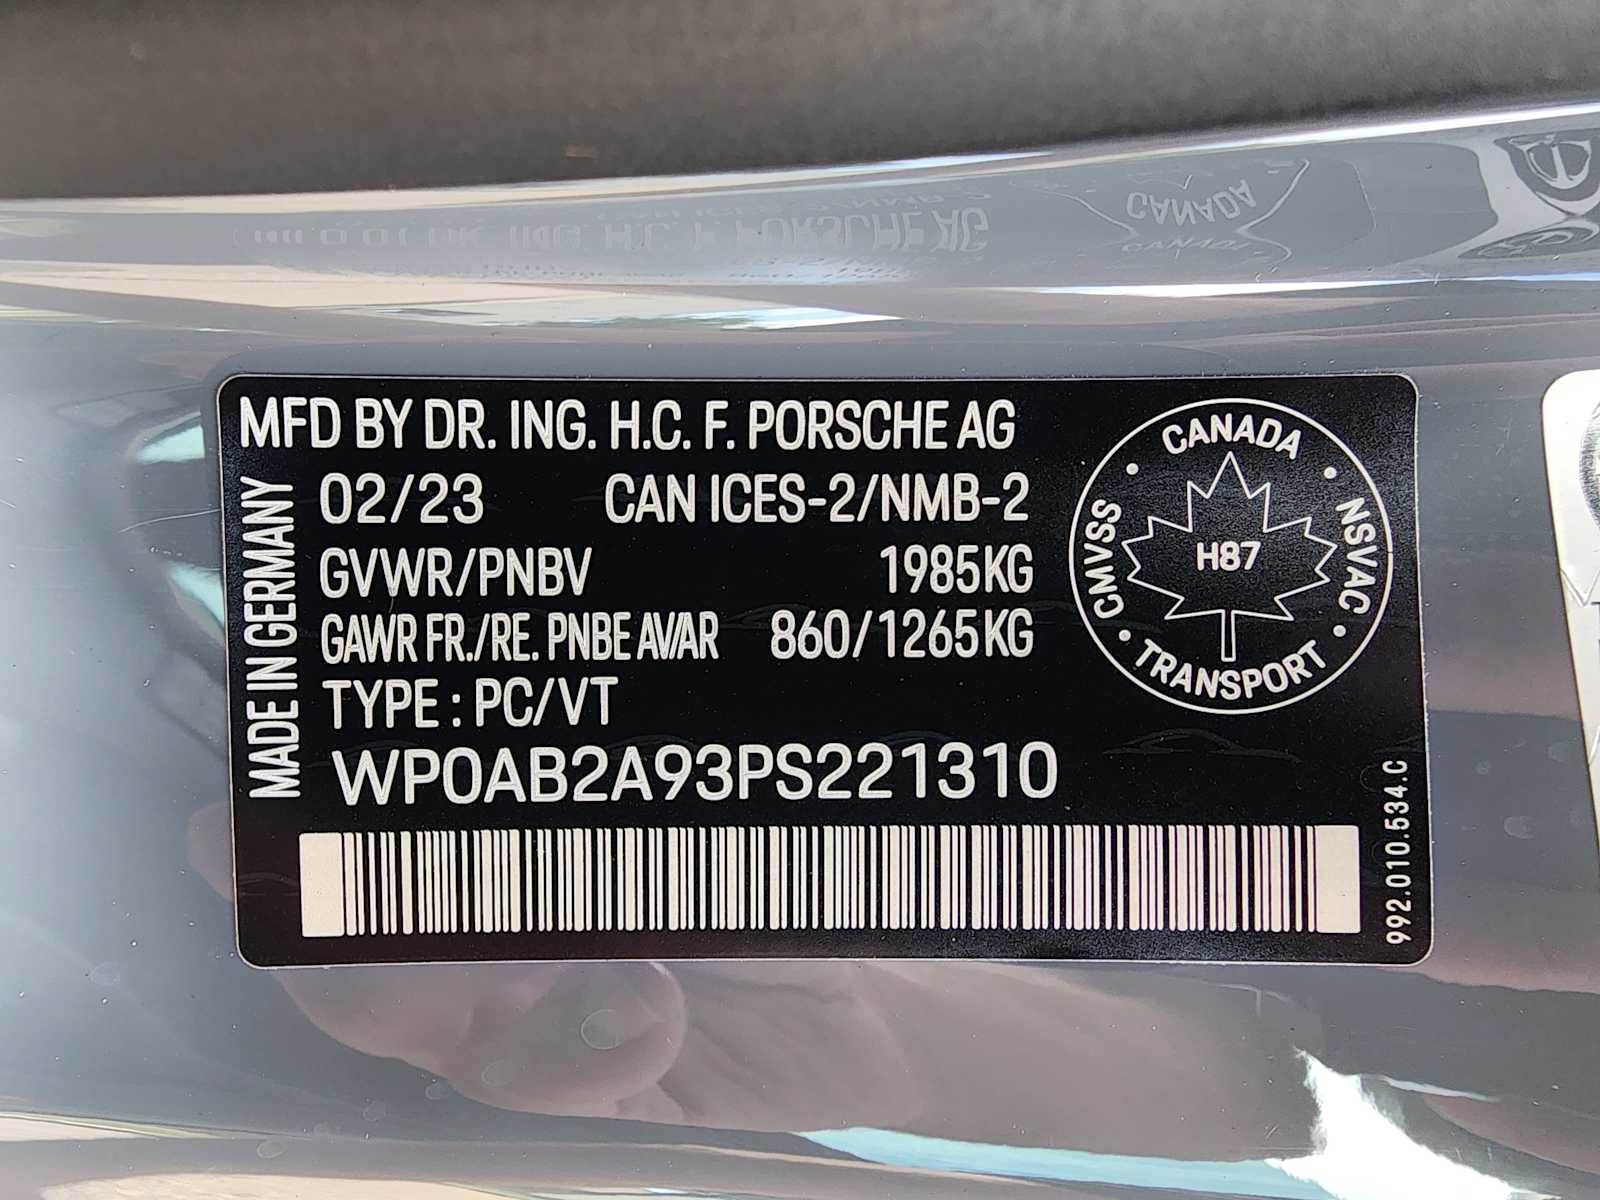 MFD BY DR. ING. H.C. F. PORSCHE AG
02/23 CAN ICES-2/NMB-2
GVWR/PNBV 1985KG
GAWR FR./RE. PNBE AV/AR 860/1265KG
TYPE : PC/VT
WP0AB2A93PS221310
MADE IN GERMANY
CANADA
CMVSS • NSVAC
H87
TRANSPORT
992.010.534.C